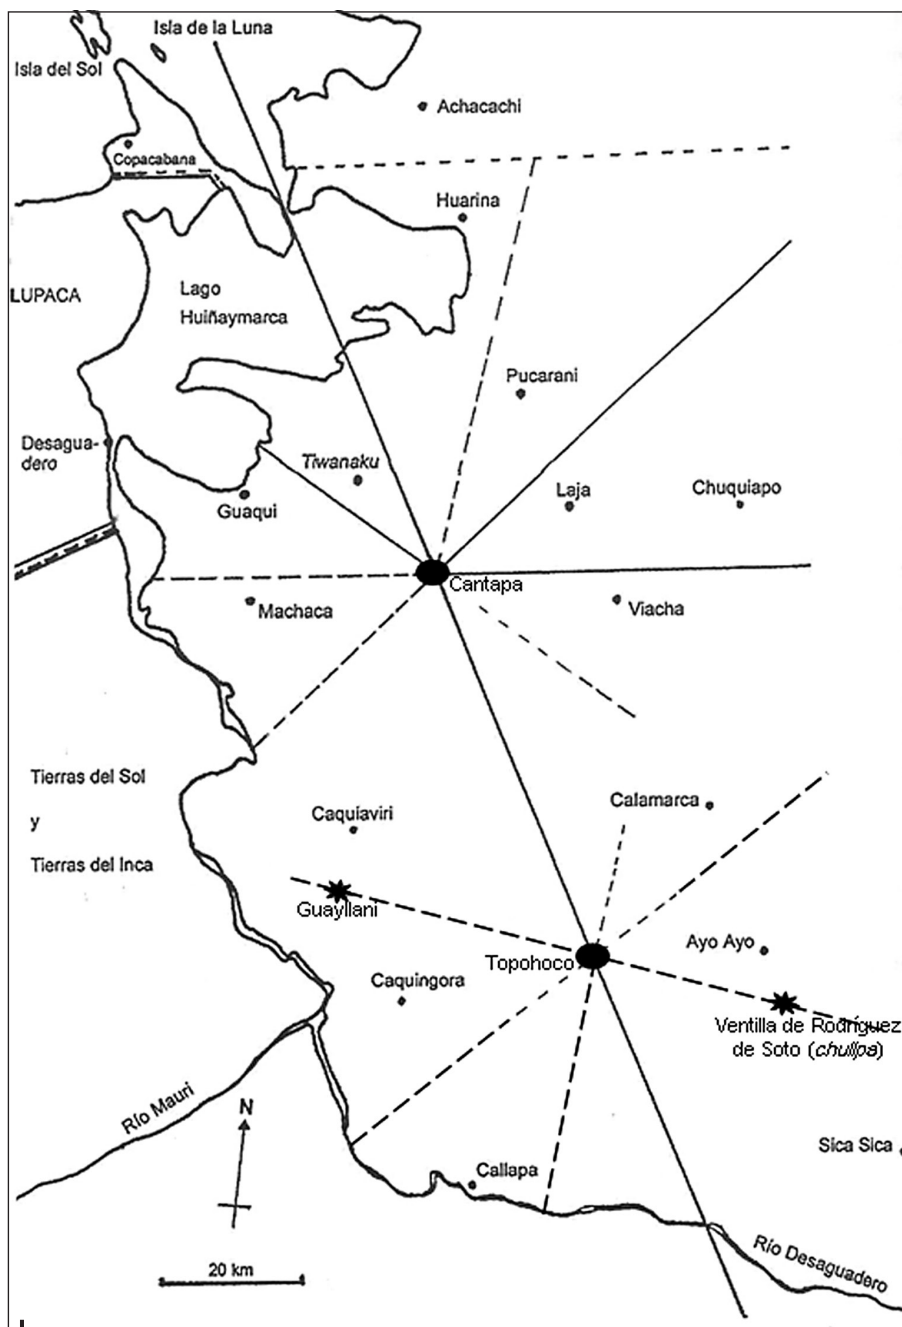 Isla de la Luna
Isla del Sol
Achacachi
Copacabana
Huarina
LUPACA
Lago
Huiñaymarca
Pucarani
Desagua-
dero
Tiwanaku
Guaqui
Laja
Chuquiapo
Cantapa
Machaca
Viacha
Tierras del Sol
y
Tierras del Inca
Caquiaviri
Calamarca
Guayllani
Topohoco
Ayo Ayo
Caquingora
Ventilla de Rodríguez
de Soto (chullpa)
Río Mauri
N
Sica Sica
Callapa
Río Desaguadero
20 km